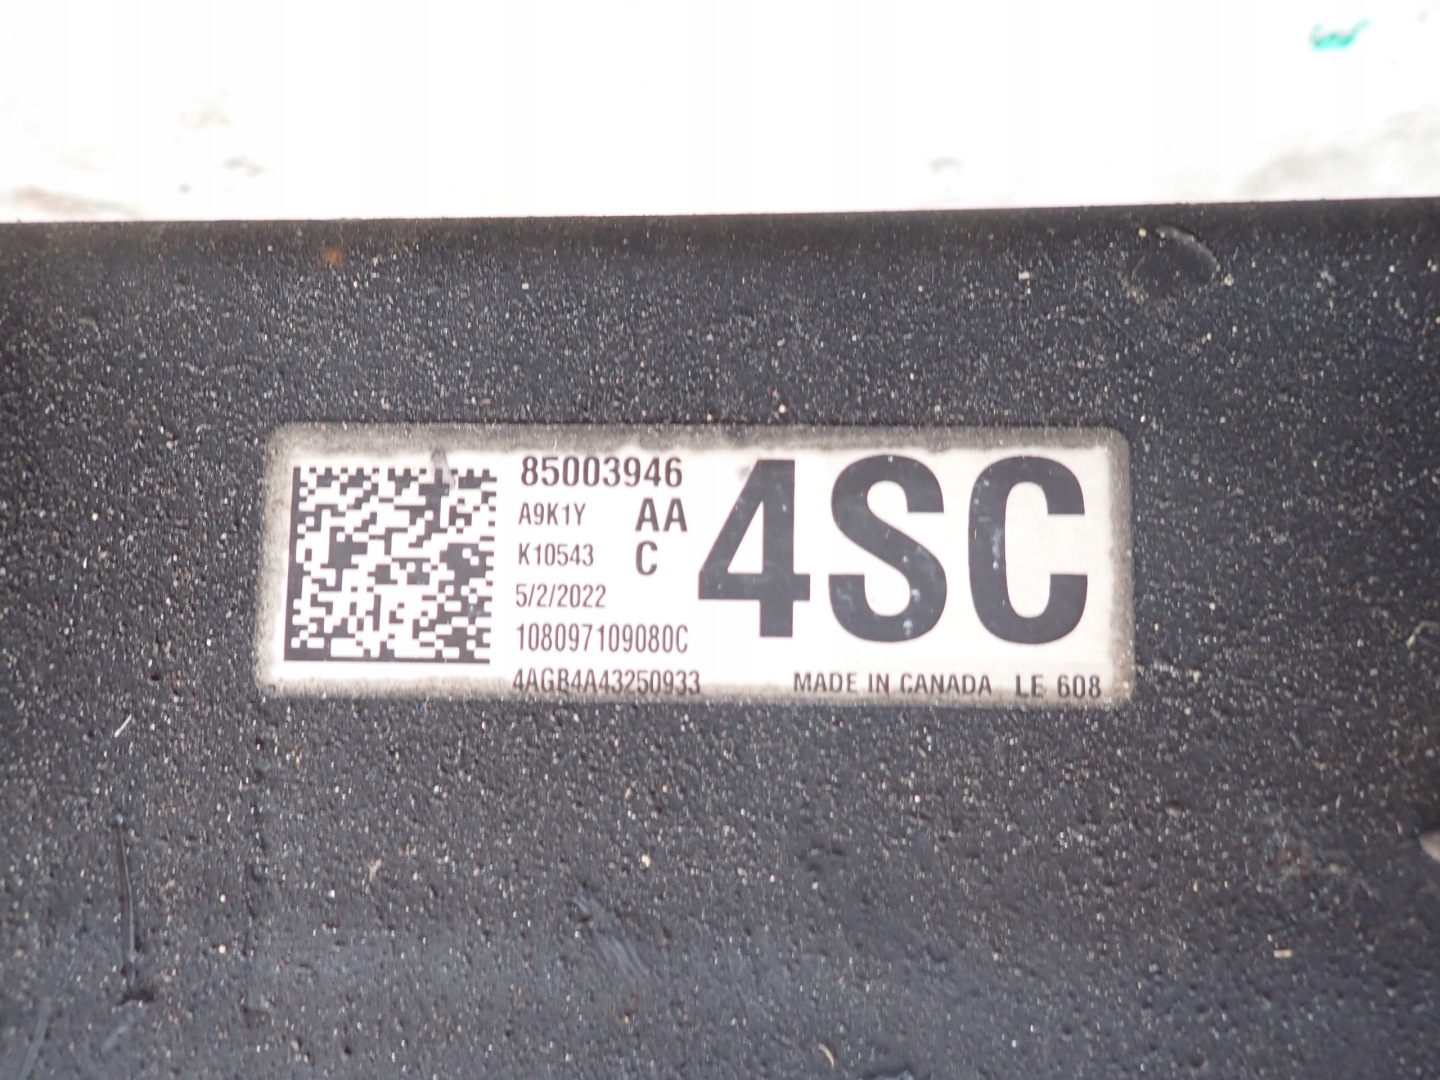 85003946
A9K1Y AA
K10543 C
5/2/2022
108097109080C
4AGB4A43250933
4SC
MADE IN CANADA LE 608